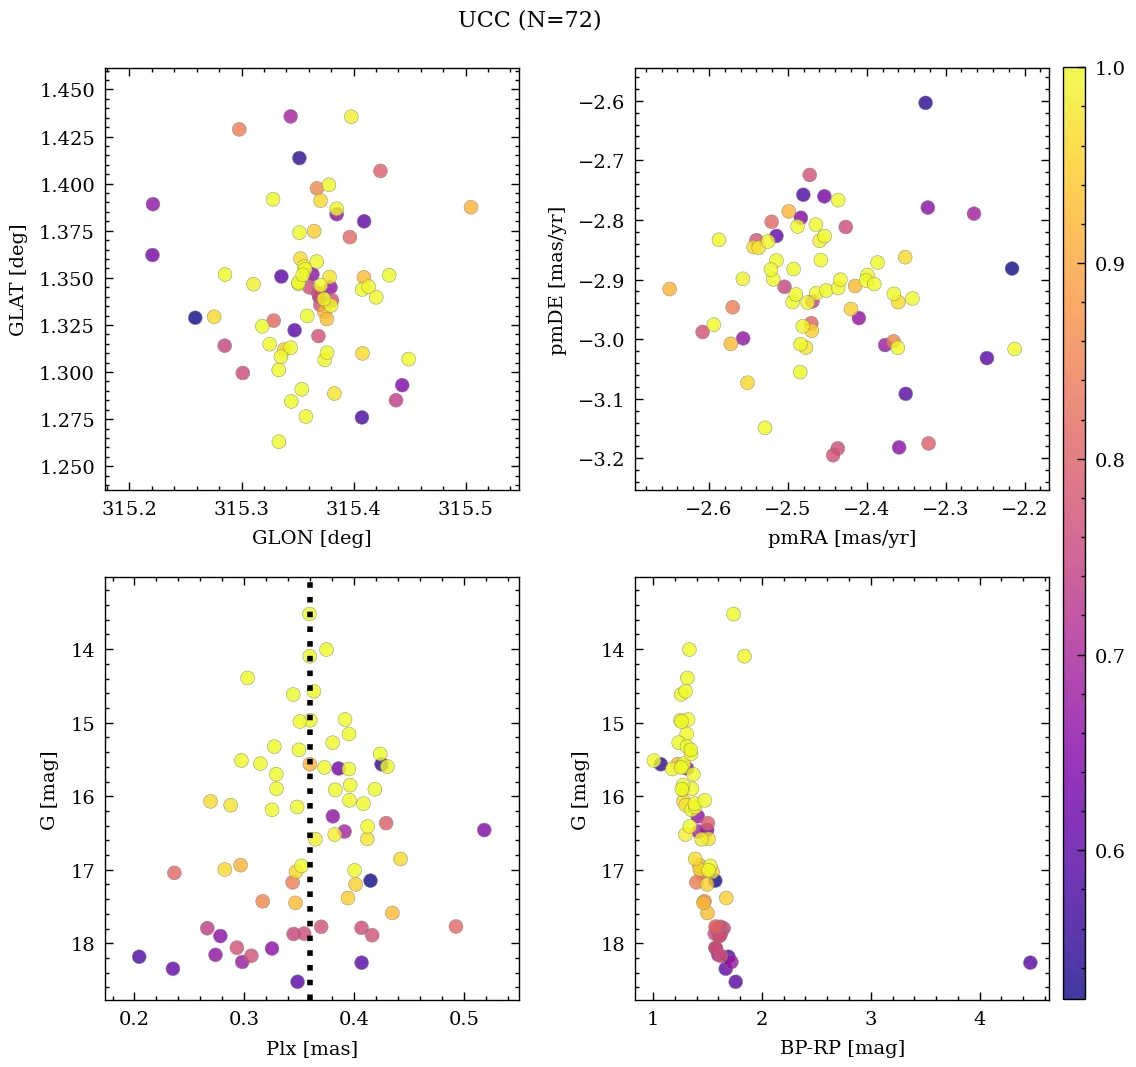 UCC (N=72)
1.450
1.425
1.400
1.375
1.350
1.325
1.300
1.275
1.250
GLAT [deg]
315.2 315.3 315.4 315.5
GLON [deg]
−2.6
−2.7
−2.8
−2.9
−3.0
−3.1
−3.2
pmDE [mas/yr]
−2.6 −2.5 −2.4 −2.3 −2.2
pmRA [mas/yr]
14
15
16
17
18
G [mag]
0.2 0.3 0.4 0.5
Plx [mas]
14
15
16
17
18
G [mag]
1 2 3 4
BP-RP [mag]
1.0
0.9
0.8
0.7
0.6